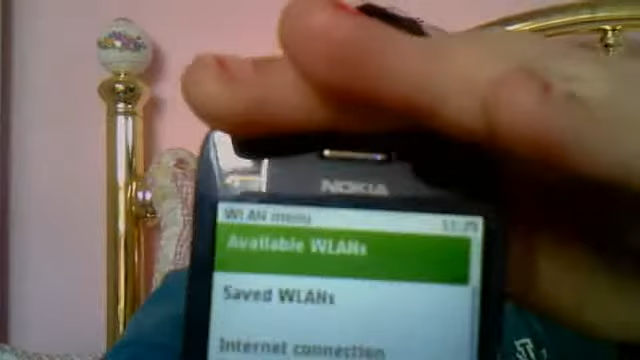 NOKIA
WLAN menu
Available WLANs
Saved WLANs
Internet connection